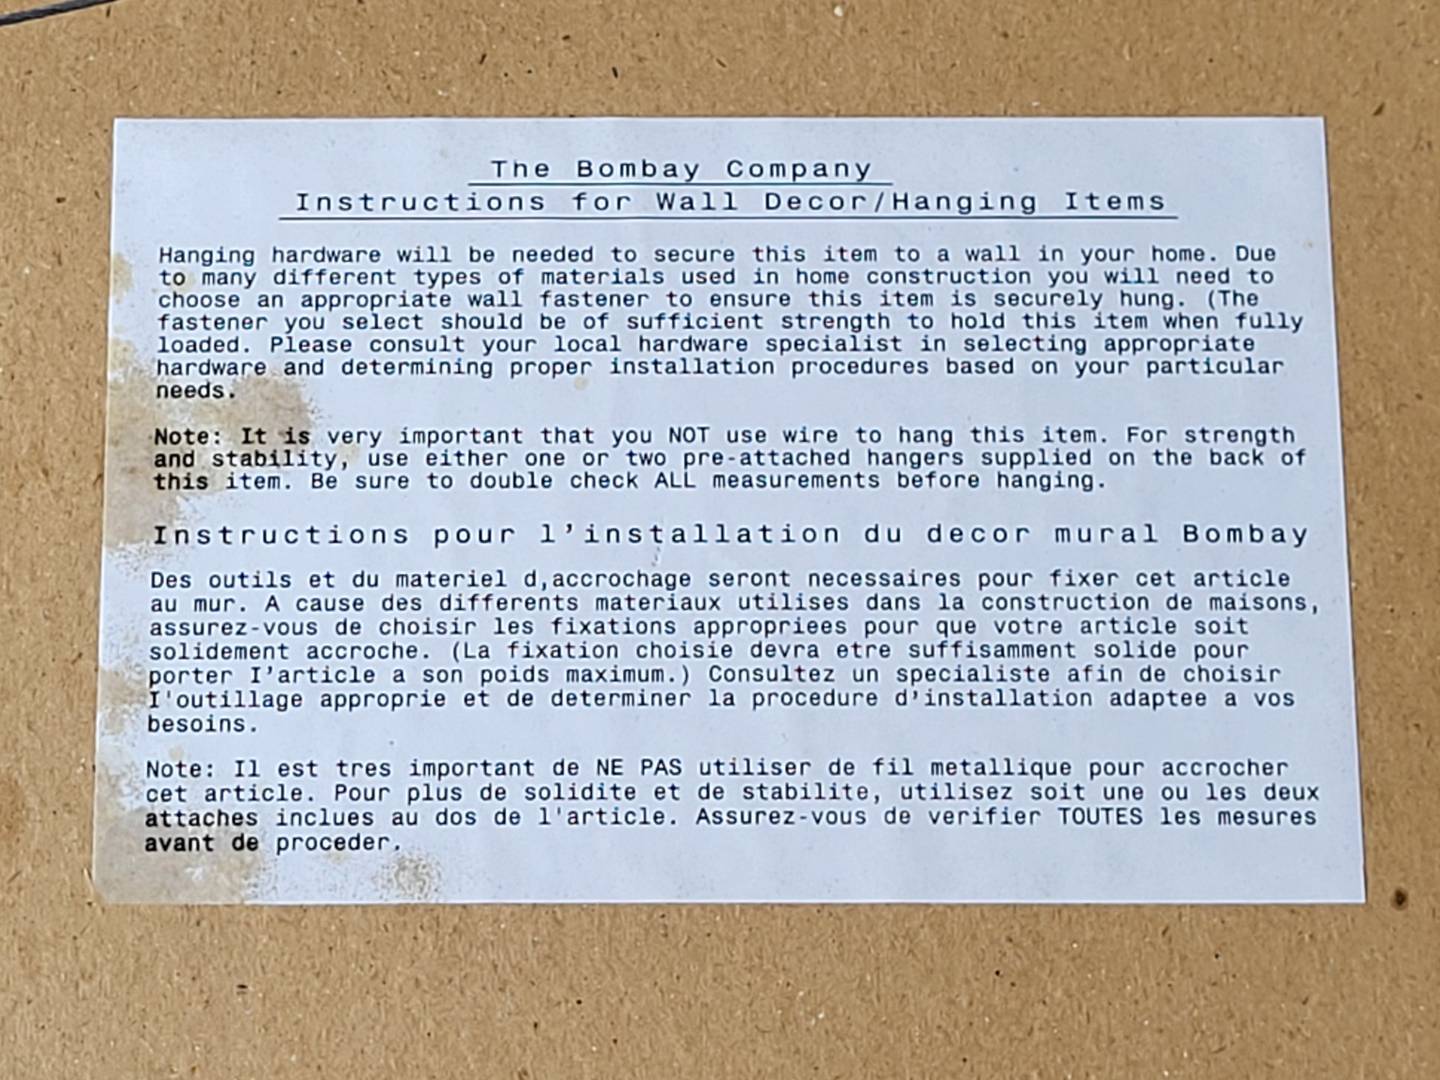 The Bombay Company
Instructions for Wall Decor/Hanging Items
Hanging hardware will be needed to secure this item to a wall in your home. Due
to many different types of materials used in home construction you will need to
choose an appropriate wall fastener to ensure this item is securely hung. (The
fastener you select should be of sufficient strength to hold this item when fully
loaded. Please consult your local hardware specialist in selecting appropriate
hardware and determining proper installation procedures based on your particular
needs.
Note: It is very important that you NOT use wire to hang this item. For strength
and stability, use either one or two pre-attached hangers supplied on the back of
this item. Be sure to double check ALL measurements before hanging.
Instructions pour l'installation du decor mural Bombay
Des outils et du materiel d,accrochage seront necessaires pour fixer cet article
au mur. A cause des differents materiaux utilises dans la construction de maisons,
assurez-vous de choisir les fixations appropriees pour que votre article soit
solidement accroche. (La fixation choisie devra etre suffisamment solide pour
porter I'article a son poids maximum.) Consultez un specialiste afin de choisir
I'outillage approprie et de determiner la procedure d'installation adaptee a vos
besoins.
Note: Il est tres important de NE PAS utiliser de fil metallique pour accrocher
cet article. Pour plus de solidite et de stabilite, utilisez soit une ou les deux
attaches inclues au dos de l'article. Assurez-vous de verifier TOUTES les mesures
avant de proceder.